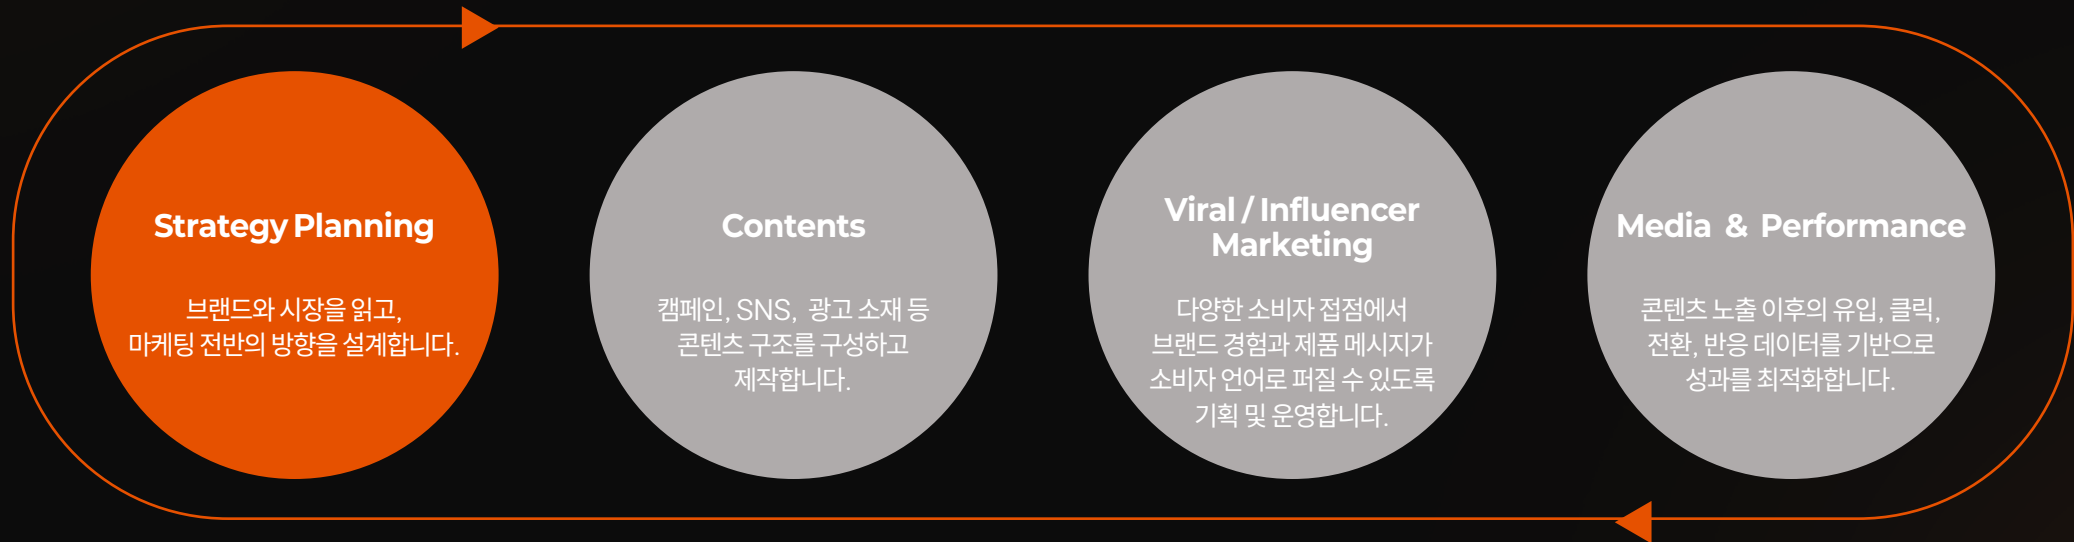 Strategy Planning
브랜드와 시장을 읽고,
마케팅 전반의 방향을 설계합니다.
Contents
캠페인, SNS, 광고 소재 등
콘텐츠 구조를 구성하고
제작합니다.
Viral / Influencer
Marketing
다양한 소비자 접점에서
브랜드 경험과 제품 메시지가
소비자 언어로 퍼질 수 있도록
기획 및 운영합니다.
Media & Performance
콘텐츠 노출 이후의 유입, 클릭,
전환, 반응 데이터를 기반으로
성과를 최적화합니다.